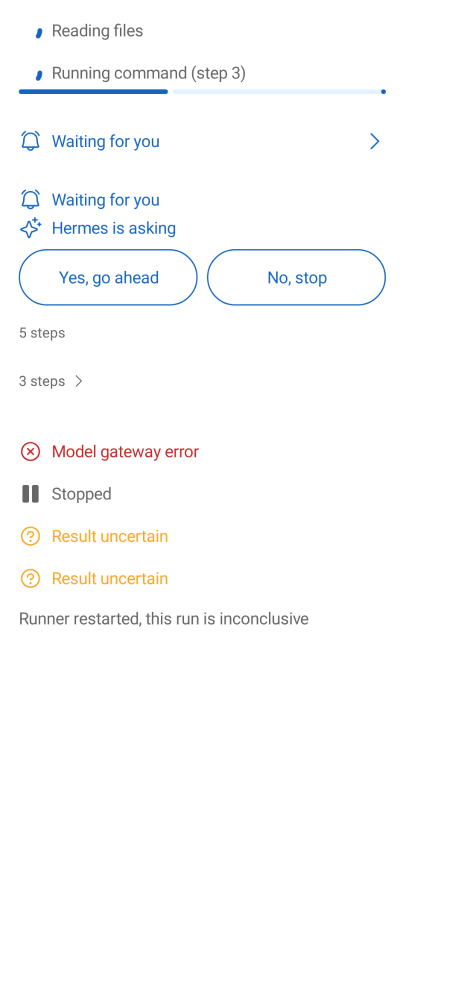 Reading files
Running command (step 3)
Waiting for you
Waiting for you
Hermes is asking
Yes, go ahead
No, stop
5 steps
3 steps
Model gateway error
Stopped
Result uncertain
Result uncertain
Runner restarted, this run is inconclusive